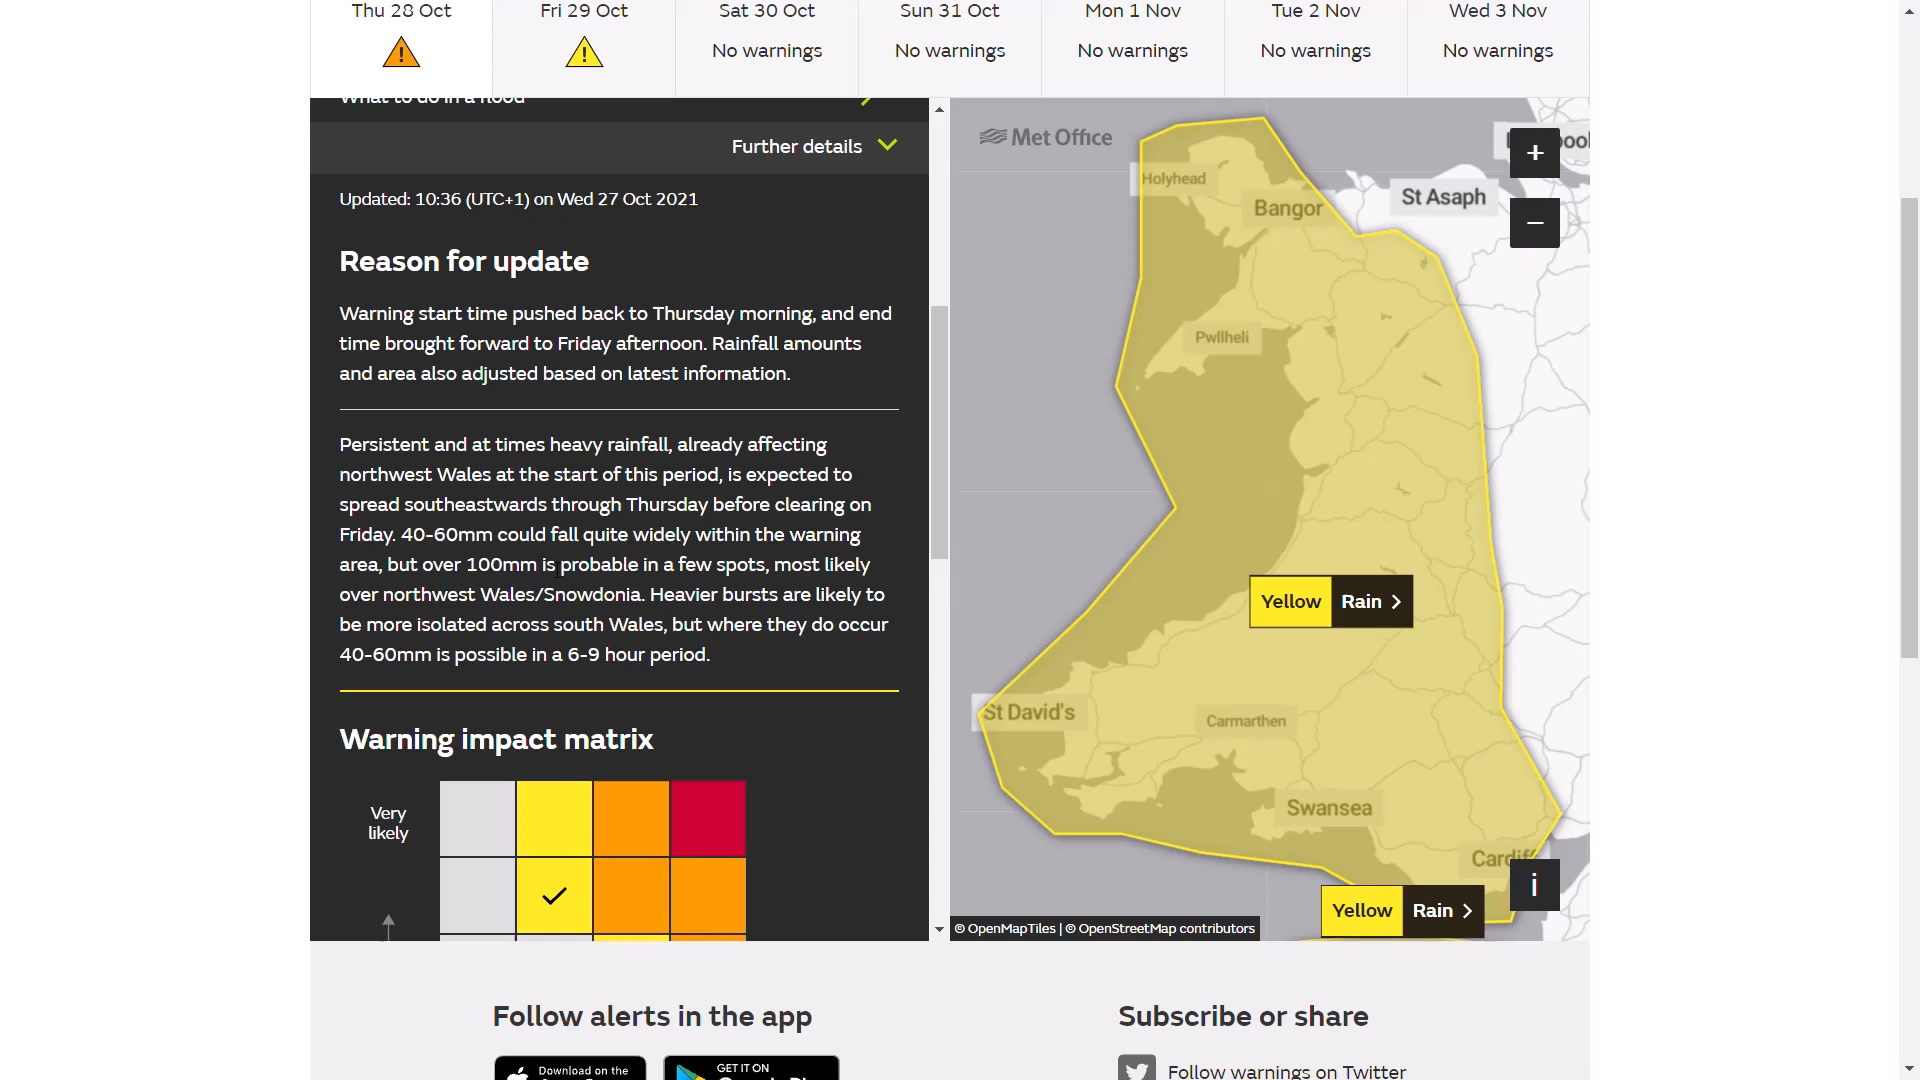 Thu 28 Oct
Fri 29 Oct
Sat 30 Oct
Sun 31 Oct
Mon 1 Nov
Tue 2 Nov
Wed 3 Nov
No warnings
No warnings
No warnings
No warnings
No warnings
What to do in a flood
Further details
Updated: 10:36 (UTC+1) on Wed 27 Oct 2021
Reason for update
Warning start time pushed back to Thursday morning, and end
time brought forward to Friday afternoon. Rainfall amounts
and area also adjusted based on latest information.
Persistent and at times heavy rainfall, already affecting
northwest Wales at the start of this period, is expected to
spread southeastwards through Thursday before clearing on
Friday. 40-60mm could fall quite widely within the warning
area, but over 100mm is probable in a few spots, most likely
over northwest Wales/Snowdonia. Heavier bursts are likely to
be more isolated across south Wales, but where they do occur
40-60mm is possible in a 6-9 hour period.
Warning impact matrix
Very
likely
Met Office
Holyhead
Bangor
St Asaph
+
−
Pwllheli
Yellow Rain
St David's
Carmarthen
Swansea
Cardiff
i
Yellow Rain
© OpenMapTiles | © OpenStreetMap contributors
Follow alerts in the app
Download on the
GET IT ON
Subscribe or share
Follow warnings on Twitter